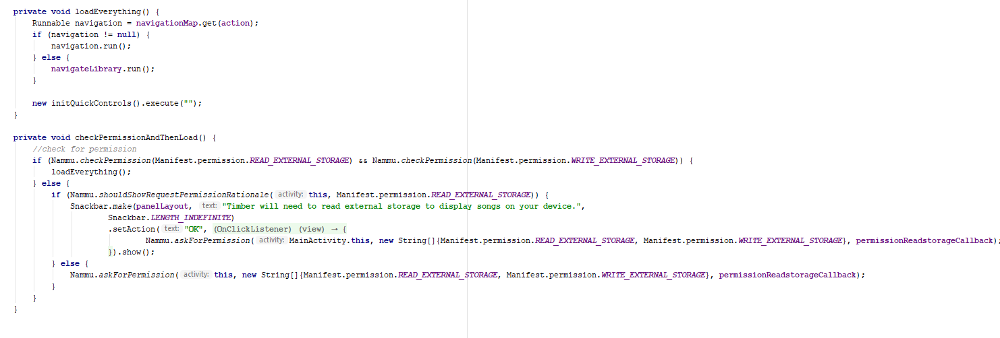 private void loadEverything() {
Runnable navigation = navigationMap.get(action);
if (navigation != null) {
navigation.run();
} else {
navigateLibrary.run();
}
new initQuickControls().execute("");
}
private void checkPermissionAndThenLoad() {
//check for permission
if (Nammu.checkPermission(Manifest.permission.READ_EXTERNAL_STORAGE) && Nammu.checkPermission(Manifest.permission.WRITE_EXTERNAL_STORAGE)) {
loadEverything();
} else {
if (Nammu.shouldShowRequestPermissionRationale( activity: this, Manifest.permission.READ_EXTERNAL_STORAGE)) {
Snackbar.make(panelLayout, text: "Timber will need to read external storage to display songs on your device.",
Snackbar.LENGTH_INDEFINITE)
.setAction( text: "OK", (OnClickListener) (view) → {
Nammu.askForPermission( activity: MainActivity.this, new String[]{Manifest.permission.READ_EXTERNAL_STORAGE, Manifest.permission.WRITE_EXTERNAL_STORAGE}, permissionReadstorageCallback);
}).show();
} else {
Nammu.askForPermission( activity: this, new String[]{Manifest.permission.READ_EXTERNAL_STORAGE, Manifest.permission.WRITE_EXTERNAL_STORAGE}, permissionReadstorageCallback);
}
}
}